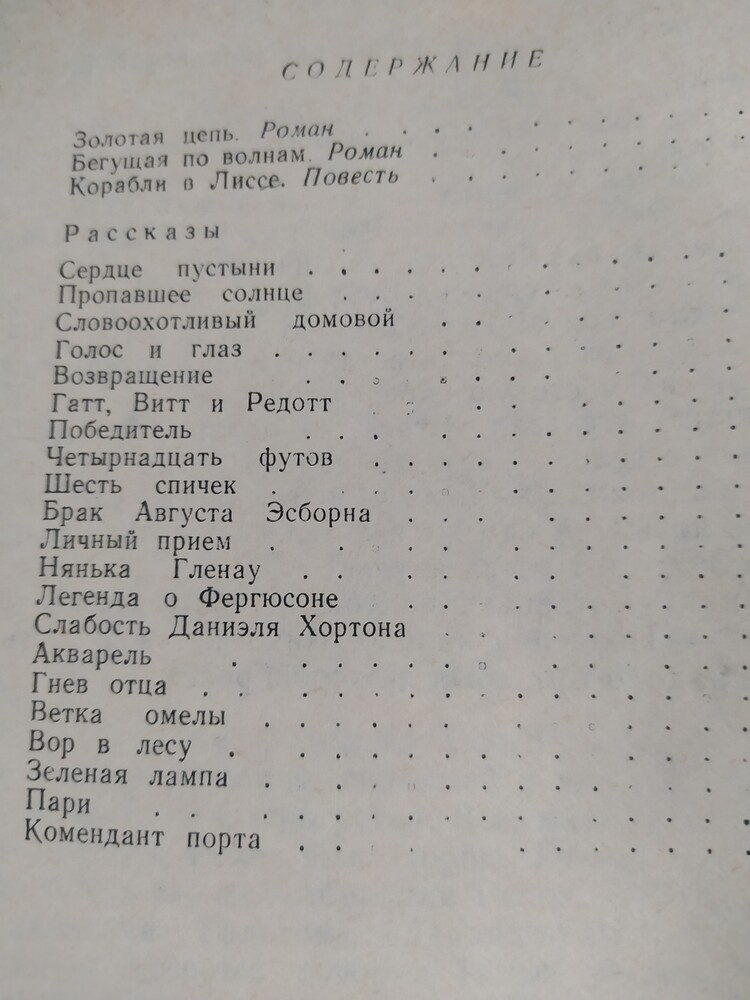 СОДЕРЖАНИЕ
Золотая цепь. Роман
Бегущая по волнам. Роман
Корабли в Лиссе. Повесть
Рассказы
Сердце пустыни
Пропавшее солнце
Словоохотливый домовой
Голос и глаз
Возвращение
Гатт, Витт и Редотт
Победитель
Четырнадцать футов
Шесть спичек
Брак Августа Эсборна
Личный прием
Нянька Гленау
Легенда о Фергюсоне
Слабость Даниэля Хортона
Акварель
Гнев отца
Ветка омелы
Вор в лесу
Зеленая лампа
Пари
Комендант порта